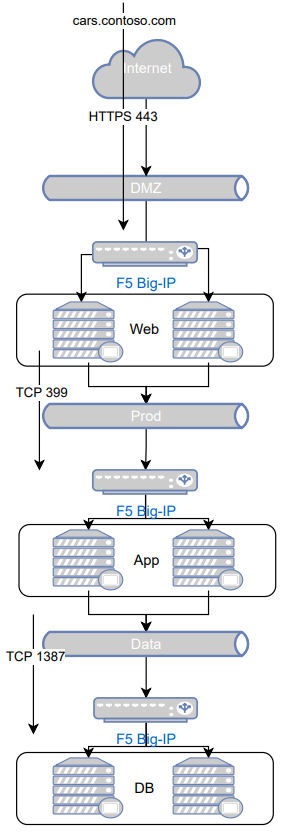 cars.contoso.com
Internet
HTTPS 443
DMZ
F5 Big-IP
Web
TCP 399
Prod
F5 Big-IP
App
Data
TCP 1387
F5 Big-IP
DB